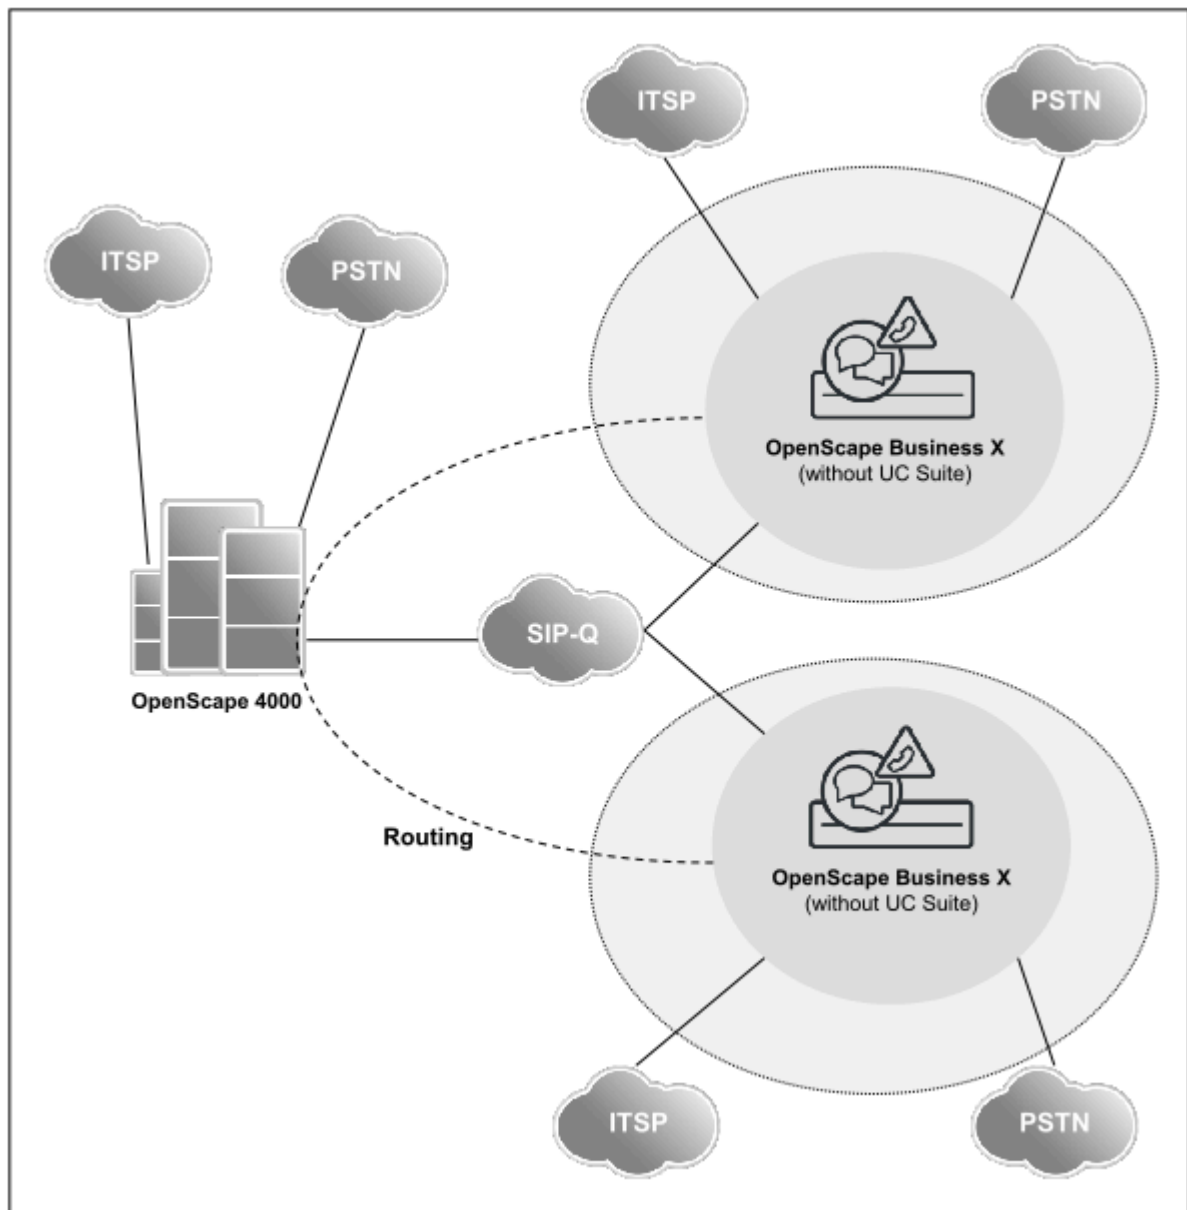 ITSP
PSTN
ITSP
PSTN
OpenScape Business X
(without UC Suite)
SIP-Q
OpenScape 4000
Routing
OpenScape Business X
(without UC Suite)
ITSP
PSTN